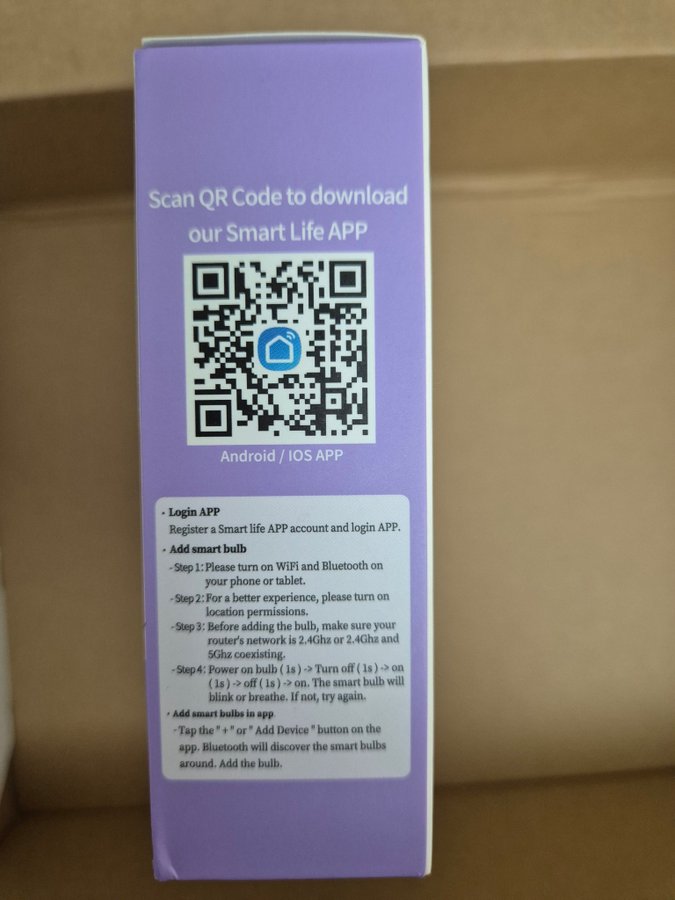 Scan QR Code to download
our Smart Life APP
Android / IOS APP
· Login APP
Register a Smart life APP account and login APP.
· Add smart bulb
-Step 1: Please turn on WiFi and Bluetooth on
your phone or tablet.
-Step 2: For a better experience, please turn on
location permissions.
-Step 3: Before adding the bulb, make sure your
router's network is 2.4Ghz or 2.4Ghz and
5Ghz coexisting.
-Step 4: Power on bulb ( 1s ) -> Turn off ( 1s ) -> on
( 1s ) -> off ( 1s ) -> on. The smart bulb will
blink or breathe. If not, try again.
· Add smart bulbs in app.
-Tap the " + " or " Add Device " button on the
app. Bluetooth will discover the smart bulbs
around. Add the bulb.